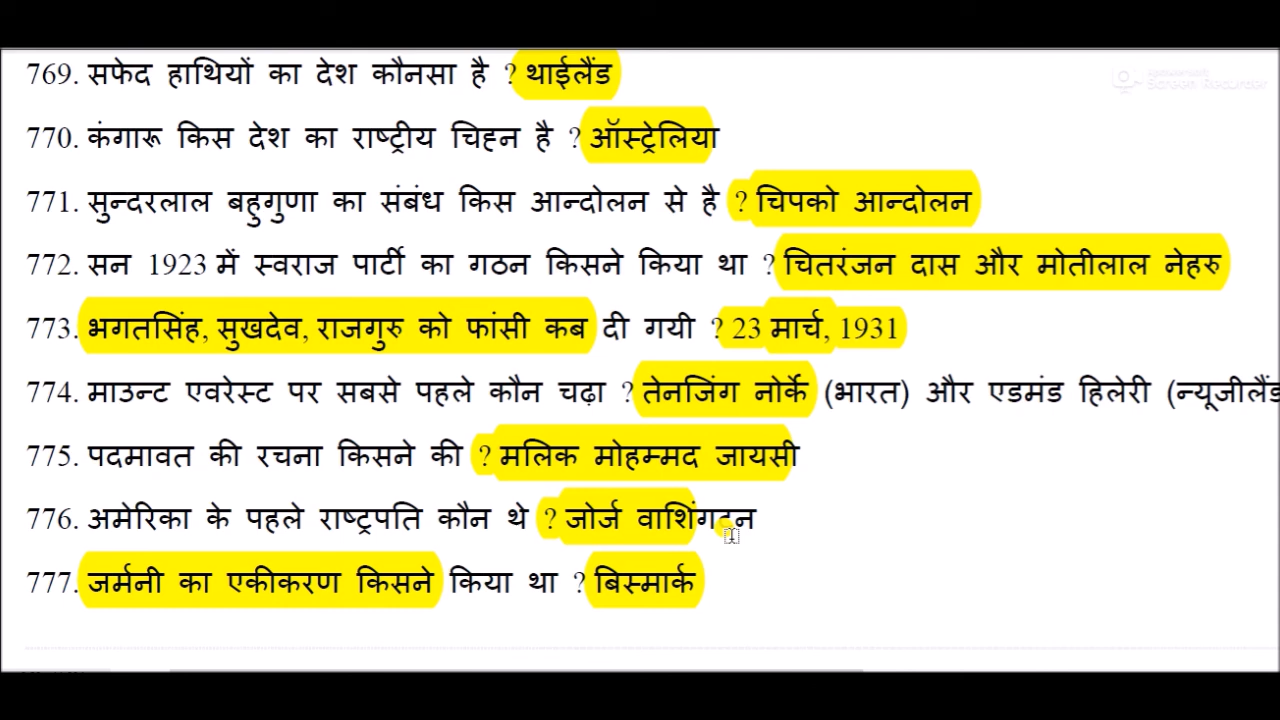 Screen Recorder
769. सफेद हाथियों का देश कौनसा है ? थाईलैंड
770. कंगारू किस देश का राष्ट्रीय चिह्न है ? ऑस्ट्रेलिया
771. सुन्दरलाल बहुगुणा का संबंध किस आन्दोलन से है ? चिपको आन्दोलन
772. सन 1923 में स्वराज पार्टी का गठन किसने किया था ? चितरंजन दास और मोतीलाल नेहरु
773. भगतसिंह, सुखदेव, राजगुरु को फांसी कब दी गयी ? 23 मार्च, 1931
774. माउन्ट एवरेस्ट पर सबसे पहले कौन चढ़ा ? तेनजिंग नोर्के (भारत) और एडमंड हिलेरी (न्यूजीलैंड
775. पदमावत की रचना किसने की ? मलिक मोहम्मद जायसी
776. अमेरिका के पहले राष्ट्रपति कौन थे ? जोर्ज वाशिंगटन
777. जर्मनी का एकीकरण किसने किया था ? बिस्मार्क